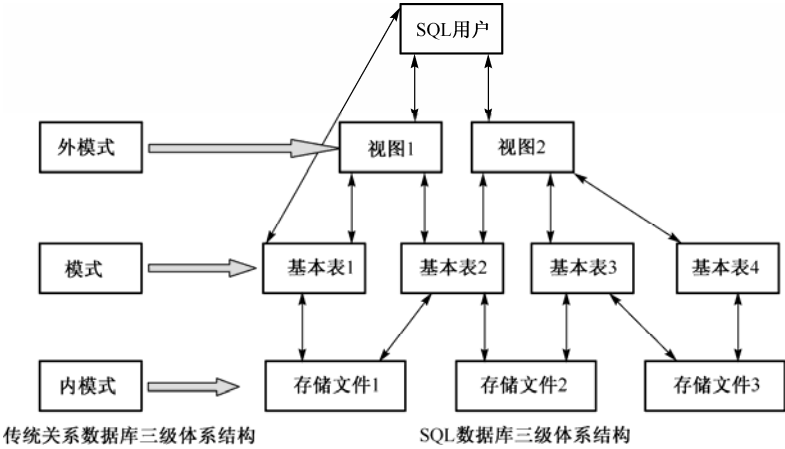 SQL用户
外模式
视图1
视图2
模式
基本表1
基本表2
基本表3
基本表4
内模式
存储文件1
存储文件2
存储文件3
传统关系数据库三级体系结构
SQL数据库三级体系结构